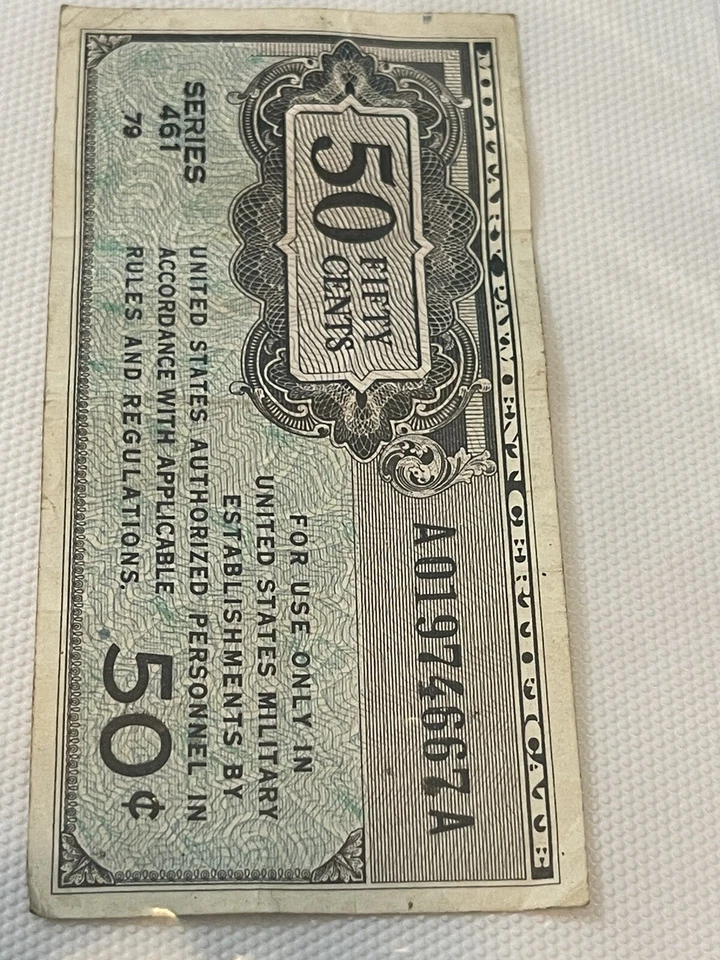 50 FIFTY
CENTS
A01974667A
SERIES
461
79
FOR USE ONLY IN
UNITED STATES MILITARY
ESTABLISHMENTS BY
UNITED STATES AUTHORIZED PERSONNEL IN
ACCORDANCE WITH APPLICABLE
RULES AND REGULATIONS.
50¢